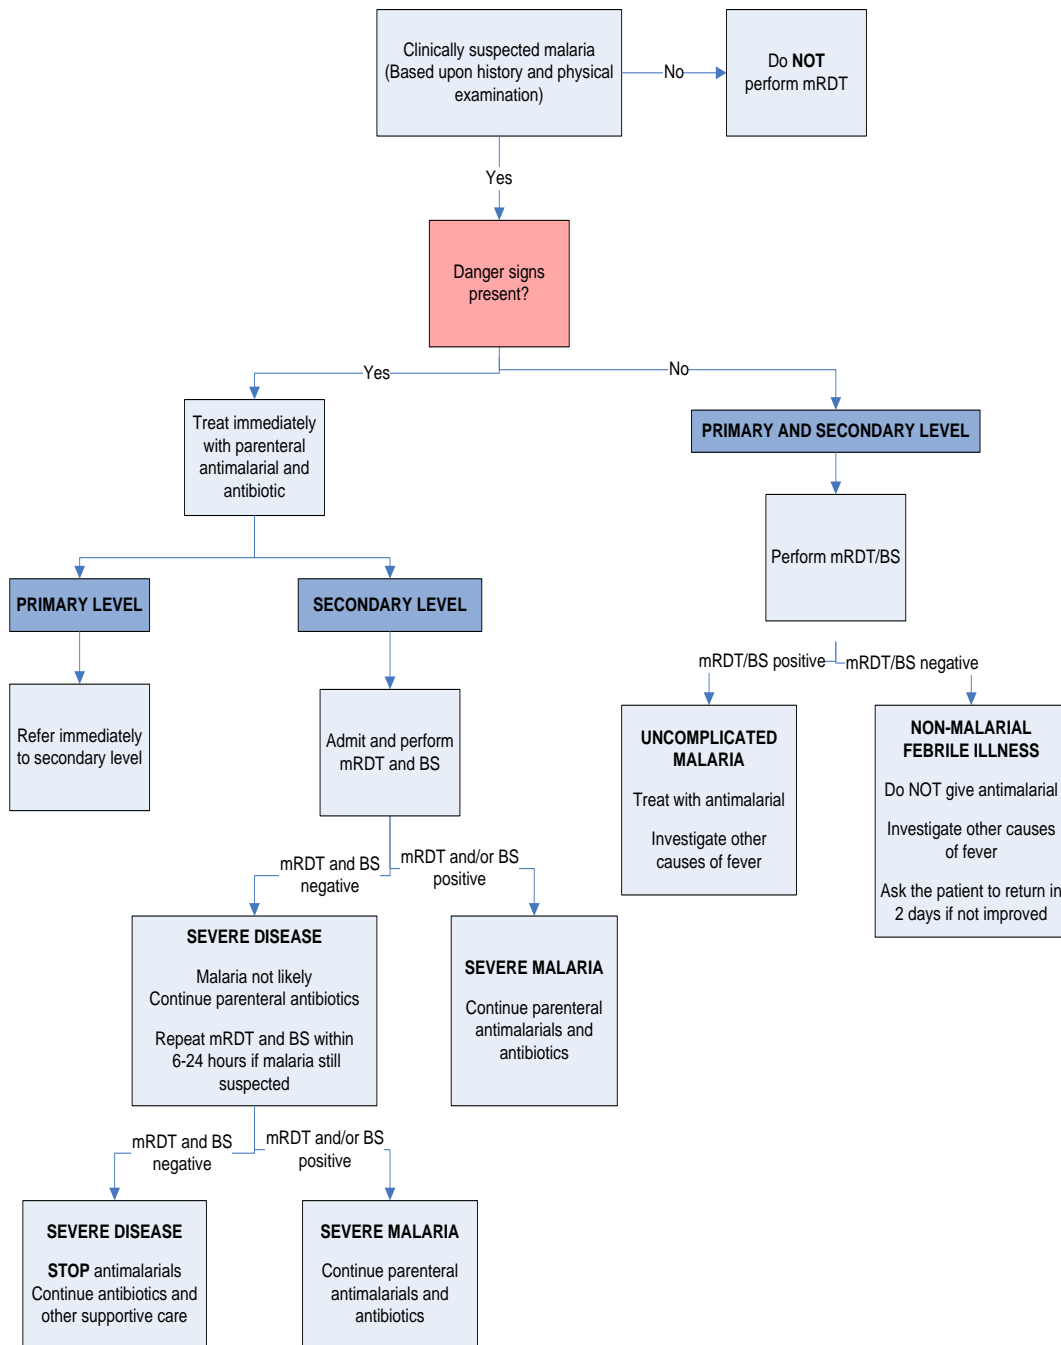 Clinically suspected malaria
(Based upon history and physical
examination)
No
Do NOT
perform mRDT
Yes
Danger signs
present?
Yes
No
Treat immediately
with parenteral
antimalarial and
antibiotic
PRIMARY AND SECONDARY LEVEL
Perform mRDT/BS
PRIMARY LEVEL
SECONDARY LEVEL
mRDT/BS positive
mRDT/BS negative
Refer immediately
to secondary level
Admit and perform
mRDT and BS
UNCOMPLICATED
MALARIA
Treat with antimalarial
Investigate other
causes of fever
NON-MALARIAL
FEBRILE ILLNESS
Do NOT give antimalarial
Investigate other causes
of fever
Ask the patient to return in
2 days if not improved
mRDT and BS
negative
mRDT and/or BS
positive
SEVERE DISEASE
Malaria not likely
Continue parenteral antibiotics
Repeat mRDT and BS within
6-24 hours if malaria still
suspected
SEVERE MALARIA
Continue parenteral
antimalarials and
antibiotics
mRDT and BS
negative
mRDT and/or BS
positive
SEVERE DISEASE
STOP antimalarials
Continue antibiotics and
other supportive care
SEVERE MALARIA
Continue parenteral
antimalarials and
antibiotics